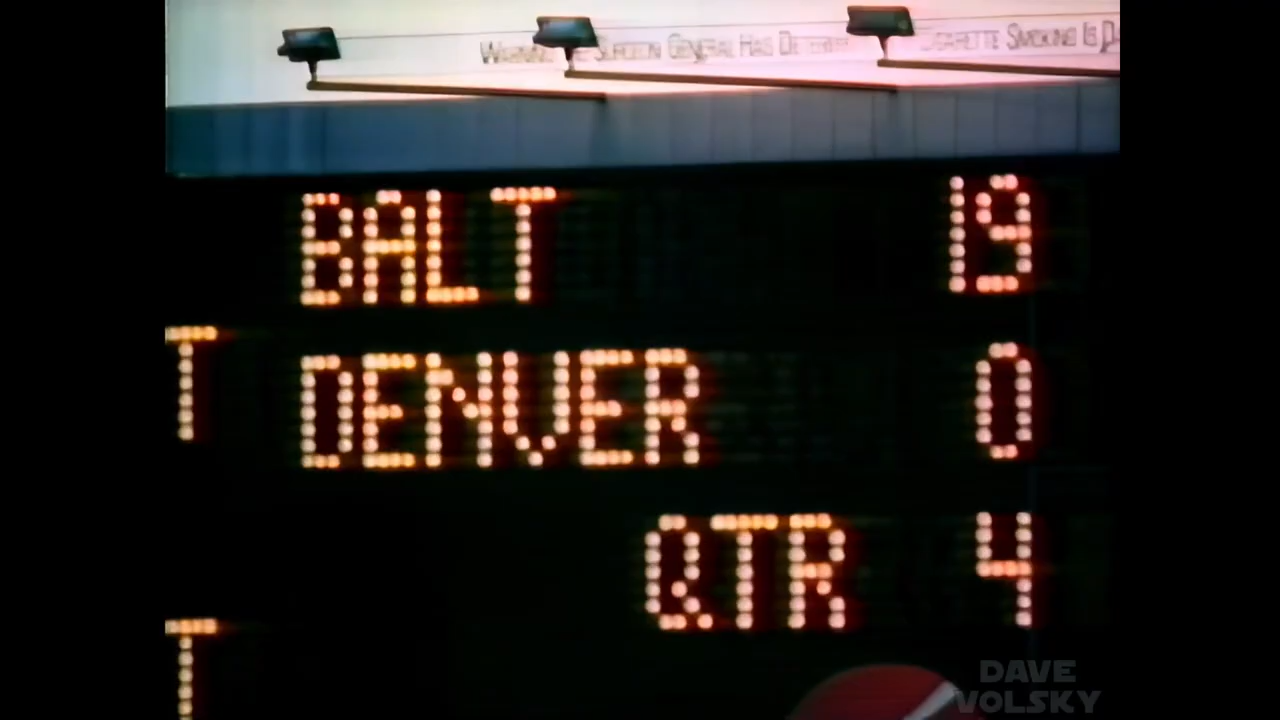 SURGEON GENERAL HAS
CIGARETTE SMOKING IS
BALT 19
T DENVER 0
QTR 4
T
DAVE
VOLSKY